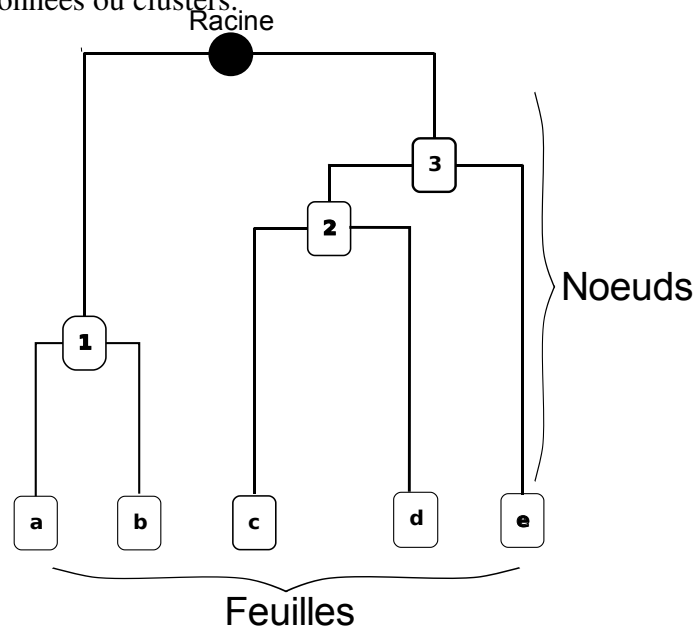 onnées ou clusters.
Racine
3
2
Noeuds
1
a b c d e
Feuilles